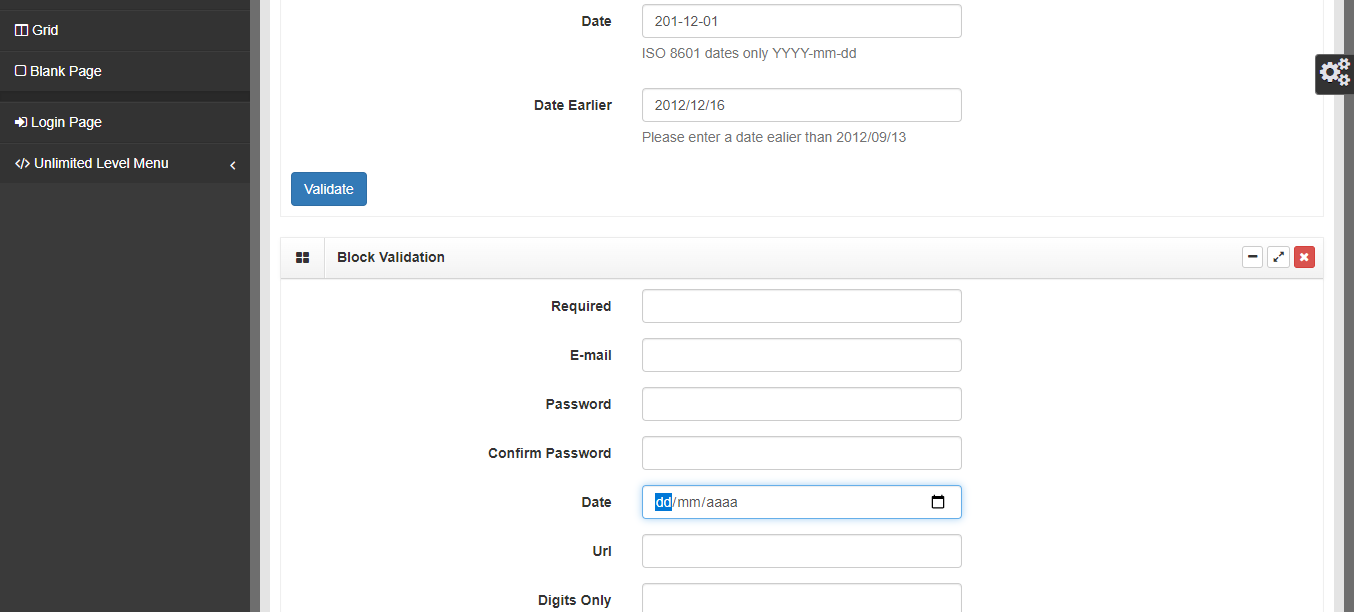 Grid
Blank Page
Login Page
</> Unlimited Level Menu
Date 201-12-01
ISO 8601 dates only YYYY-mm-dd
Date Earlier 2012/12/16
Please enter a date ealier than 2012/09/13
Validate
Block Validation
Required
E-mail
Password
Confirm Password
Date dd/mm/aaaa
Url
Digits Only